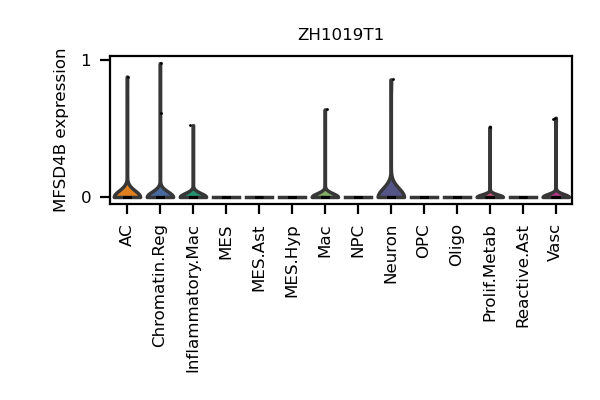 ZH1019T1
MFSD4B expression
1
0
AC
Chromatin.Reg
Inflammatory.Mac
MES
MES.Ast
MES.Hyp
Mac
NPC
Neuron
OPC
Oligo
Prolif.Metab
Reactive.Ast
Vasc